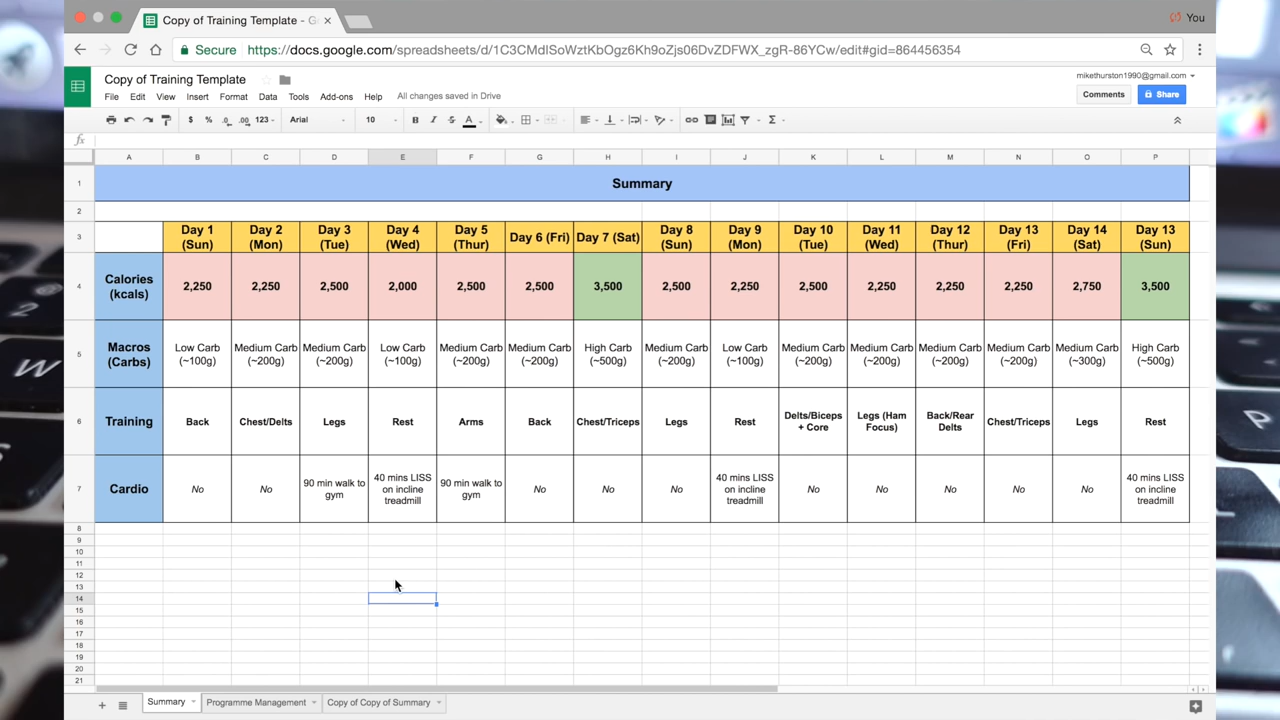 Copy of Training Template - G
You
Secure https://docs.google.com/spreadsheets/d/1C3CMdlSoWztKbOgz6Kh9oZjs06DvZDFWX_zgR-86YCw/edit#gid=864456354
Copy of Training Template
mikethurston1990@gmail.com
File Edit View Insert Format Data Tools Add-ons Help All changes saved in Drive
Comments Share
$ % .0 .00 123 Arial 10 B I S A
fx
A B C D E F G H I J K L M N O P
1 Summary
2
3 Day 1 (Sun) Day 2 (Mon) Day 3 (Tue) Day 4 (Wed) Day 5 (Thur) Day 6 (Fri) Day 7 (Sat) Day 8 (Sun) Day 9 (Mon) Day 10 (Tue) Day 11 (Wed) Day 12 (Thur) Day 13 (Fri) Day 14 (Sat) Day 13 (Sun)
4 Calories (kcals) 2,250 2,250 2,500 2,000 2,500 2,500 3,500 2,500 2,250 2,500 2,250 2,250 2,250 2,750 3,500
5 Macros (Carbs) Low Carb (~100g) Medium Carb (~200g) Medium Carb (~200g) Low Carb (~100g) Medium Carb (~200g) Medium Carb (~200g) High Carb (~500g) Medium Carb (~200g) Low Carb (~100g) Medium Carb (~200g) Medium Carb (~200g) Medium Carb (~200g) Medium Carb (~200g) Medium Carb (~300g) High Carb (~500g)
6 Training Back Chest/Delts Legs Rest Arms Back Chest/Triceps Legs Rest Delts/Biceps + Core Legs (Ham Focus) Back/Rear Delts Chest/Triceps Legs Rest
7 Cardio No No 90 min walk to gym 40 mins LISS on incline treadmill 90 min walk to gym No No No 40 mins LISS on incline treadmill No No No No No 40 mins LISS on incline treadmill
8
9
10
11
12
13
14
15
16
17
18
19
20
21
Summary Programme Management Copy of Copy of Summary
2
W
P